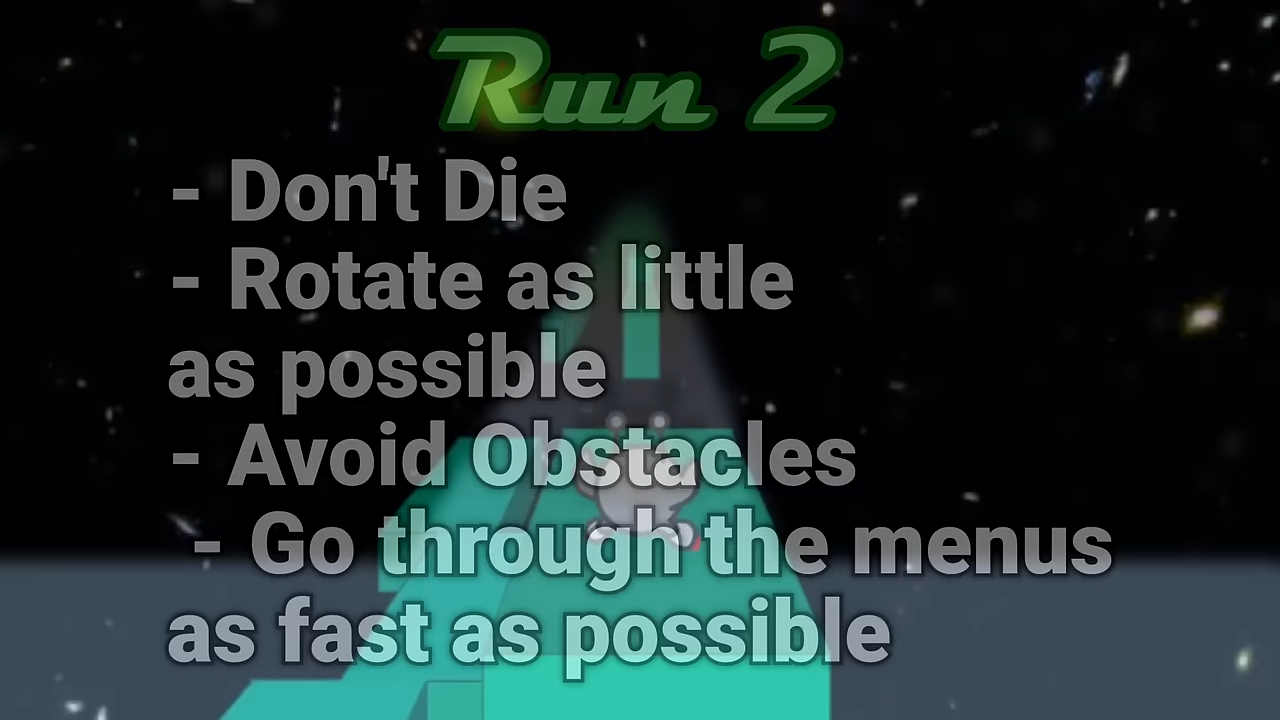 Run 2
- Don't Die
- Rotate as little
as possible
- Avoid Obstacles
- Go through the menus
as fast as possible